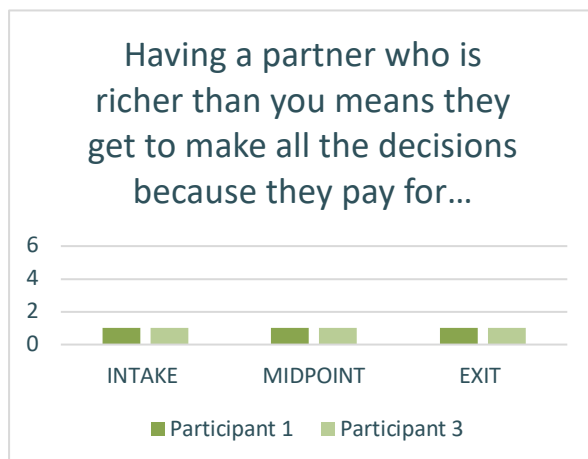 Having a partner who is
richer than you means they
get to make all the decisions
because they pay for…
6
4
2
0
INTAKE MIDPOINT EXIT
Participant 1 Participant 3